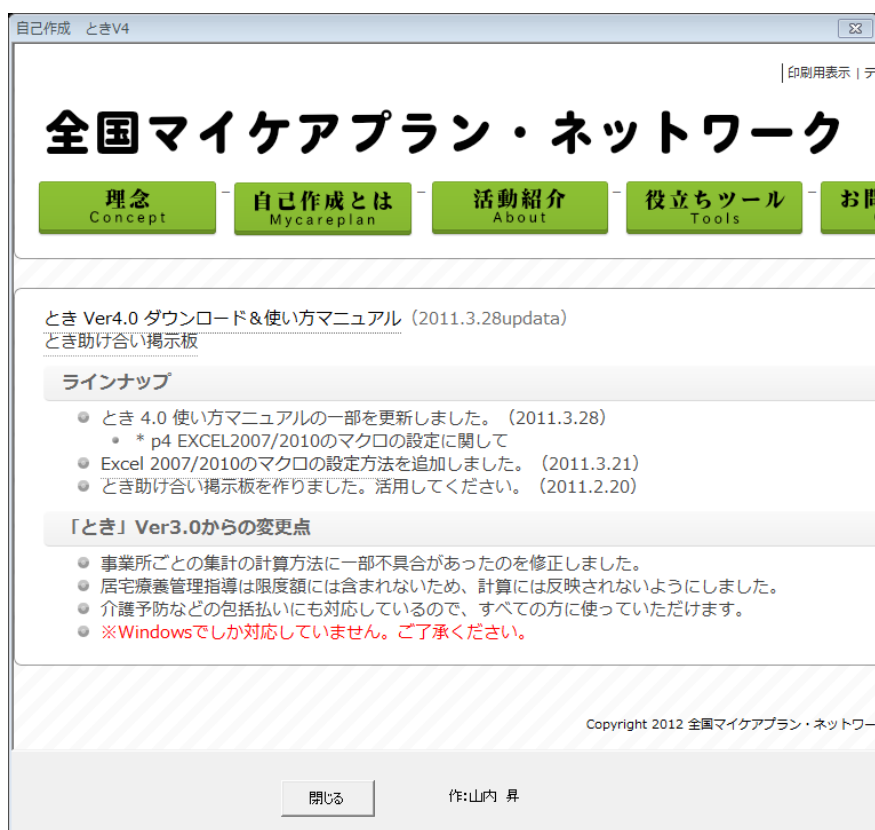 自己作成　ときV4
印刷用表示 | テ
全国マイケアプラン・ネットワーク
理念
Concept
自己作成とは
Mycareplan
活動紹介
About
役立ちツール
Tools
お問
とき Ver4.0 ダウンロード＆使い方マニュアル（2011.3.28updata）
とき助け合い掲示板
ラインナップ
とき 4.0 使い方マニュアルの一部を更新しました。（2011.3.28）
* p4 EXCEL2007/2010のマクロの設定に関して
Excel 2007/2010のマクロの設定方法を追加しました。（2011.3.21）
とき助け合い掲示板を作りました。活用してください。（2011.2.20）
「とき」Ver3.0からの変更点
事業所ごとの集計の計算方法に一部不具合があったのを修正しました。
居宅療養管理指導は限度額には含まれないため、計算には反映されないようにしました。
介護予防などの包括払いにも対応しているので、すべての方に使っていただけます。
※Windowsでしか対応していません。ご了承ください。
Copyright 2012 全国マイケアプラン・ネットワー
閉じる
作:山内 昇